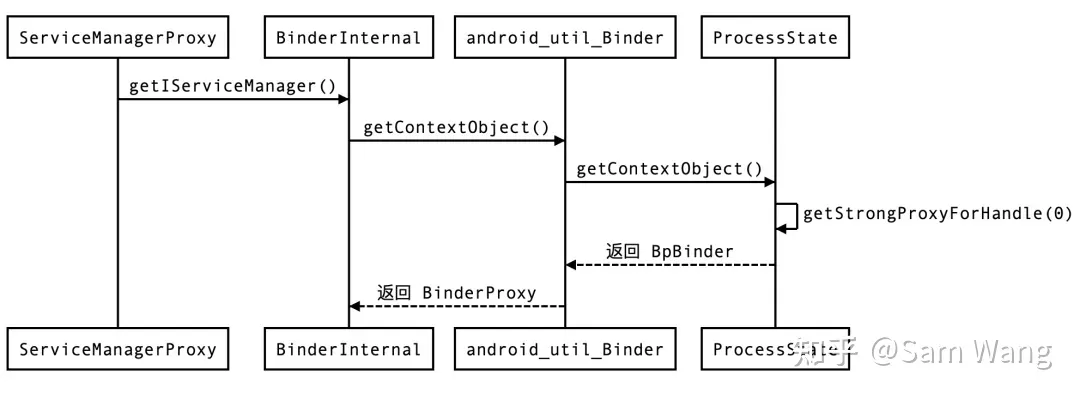 ServiceManagerProxy
BinderInternal
android_util_Binder
ProcessState
getIServiceManager()
getContextObject()
getContextObject()
getStrongProxyForHandle(0)
返回 BpBinder
返回 BinderProxy
ServiceManagerProxy
BinderInternal
android_util_Binder
ProcessState
知乎 @Sam Wang